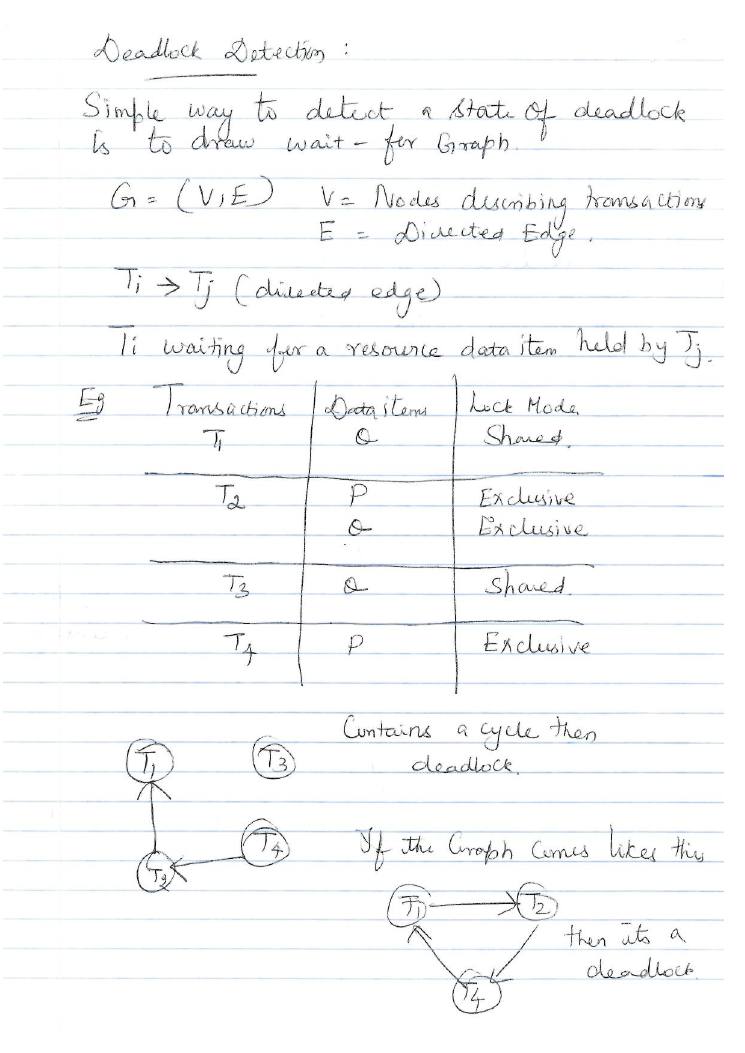 Deadlock Detection :
Simple way to detect a state of deadlock
is to draw wait - for Graph.
G = (V, E) V = Nodes describing transactions
E = Directed Edge.
Ti → Tj (directed edge)
Ti waiting for a resource data item held by Tj.
Eg Transactions Data items Lock Mode
T1 Q Shared.
T2 P Exclusive
Q Exclusive
T3 Q Shared.
T4 P Exclusive
Contains a cycle then
T1 T3 deadlock.
T2 T4 If the Graph comes likes this
T1 T2
then its a
deadlock.
T4